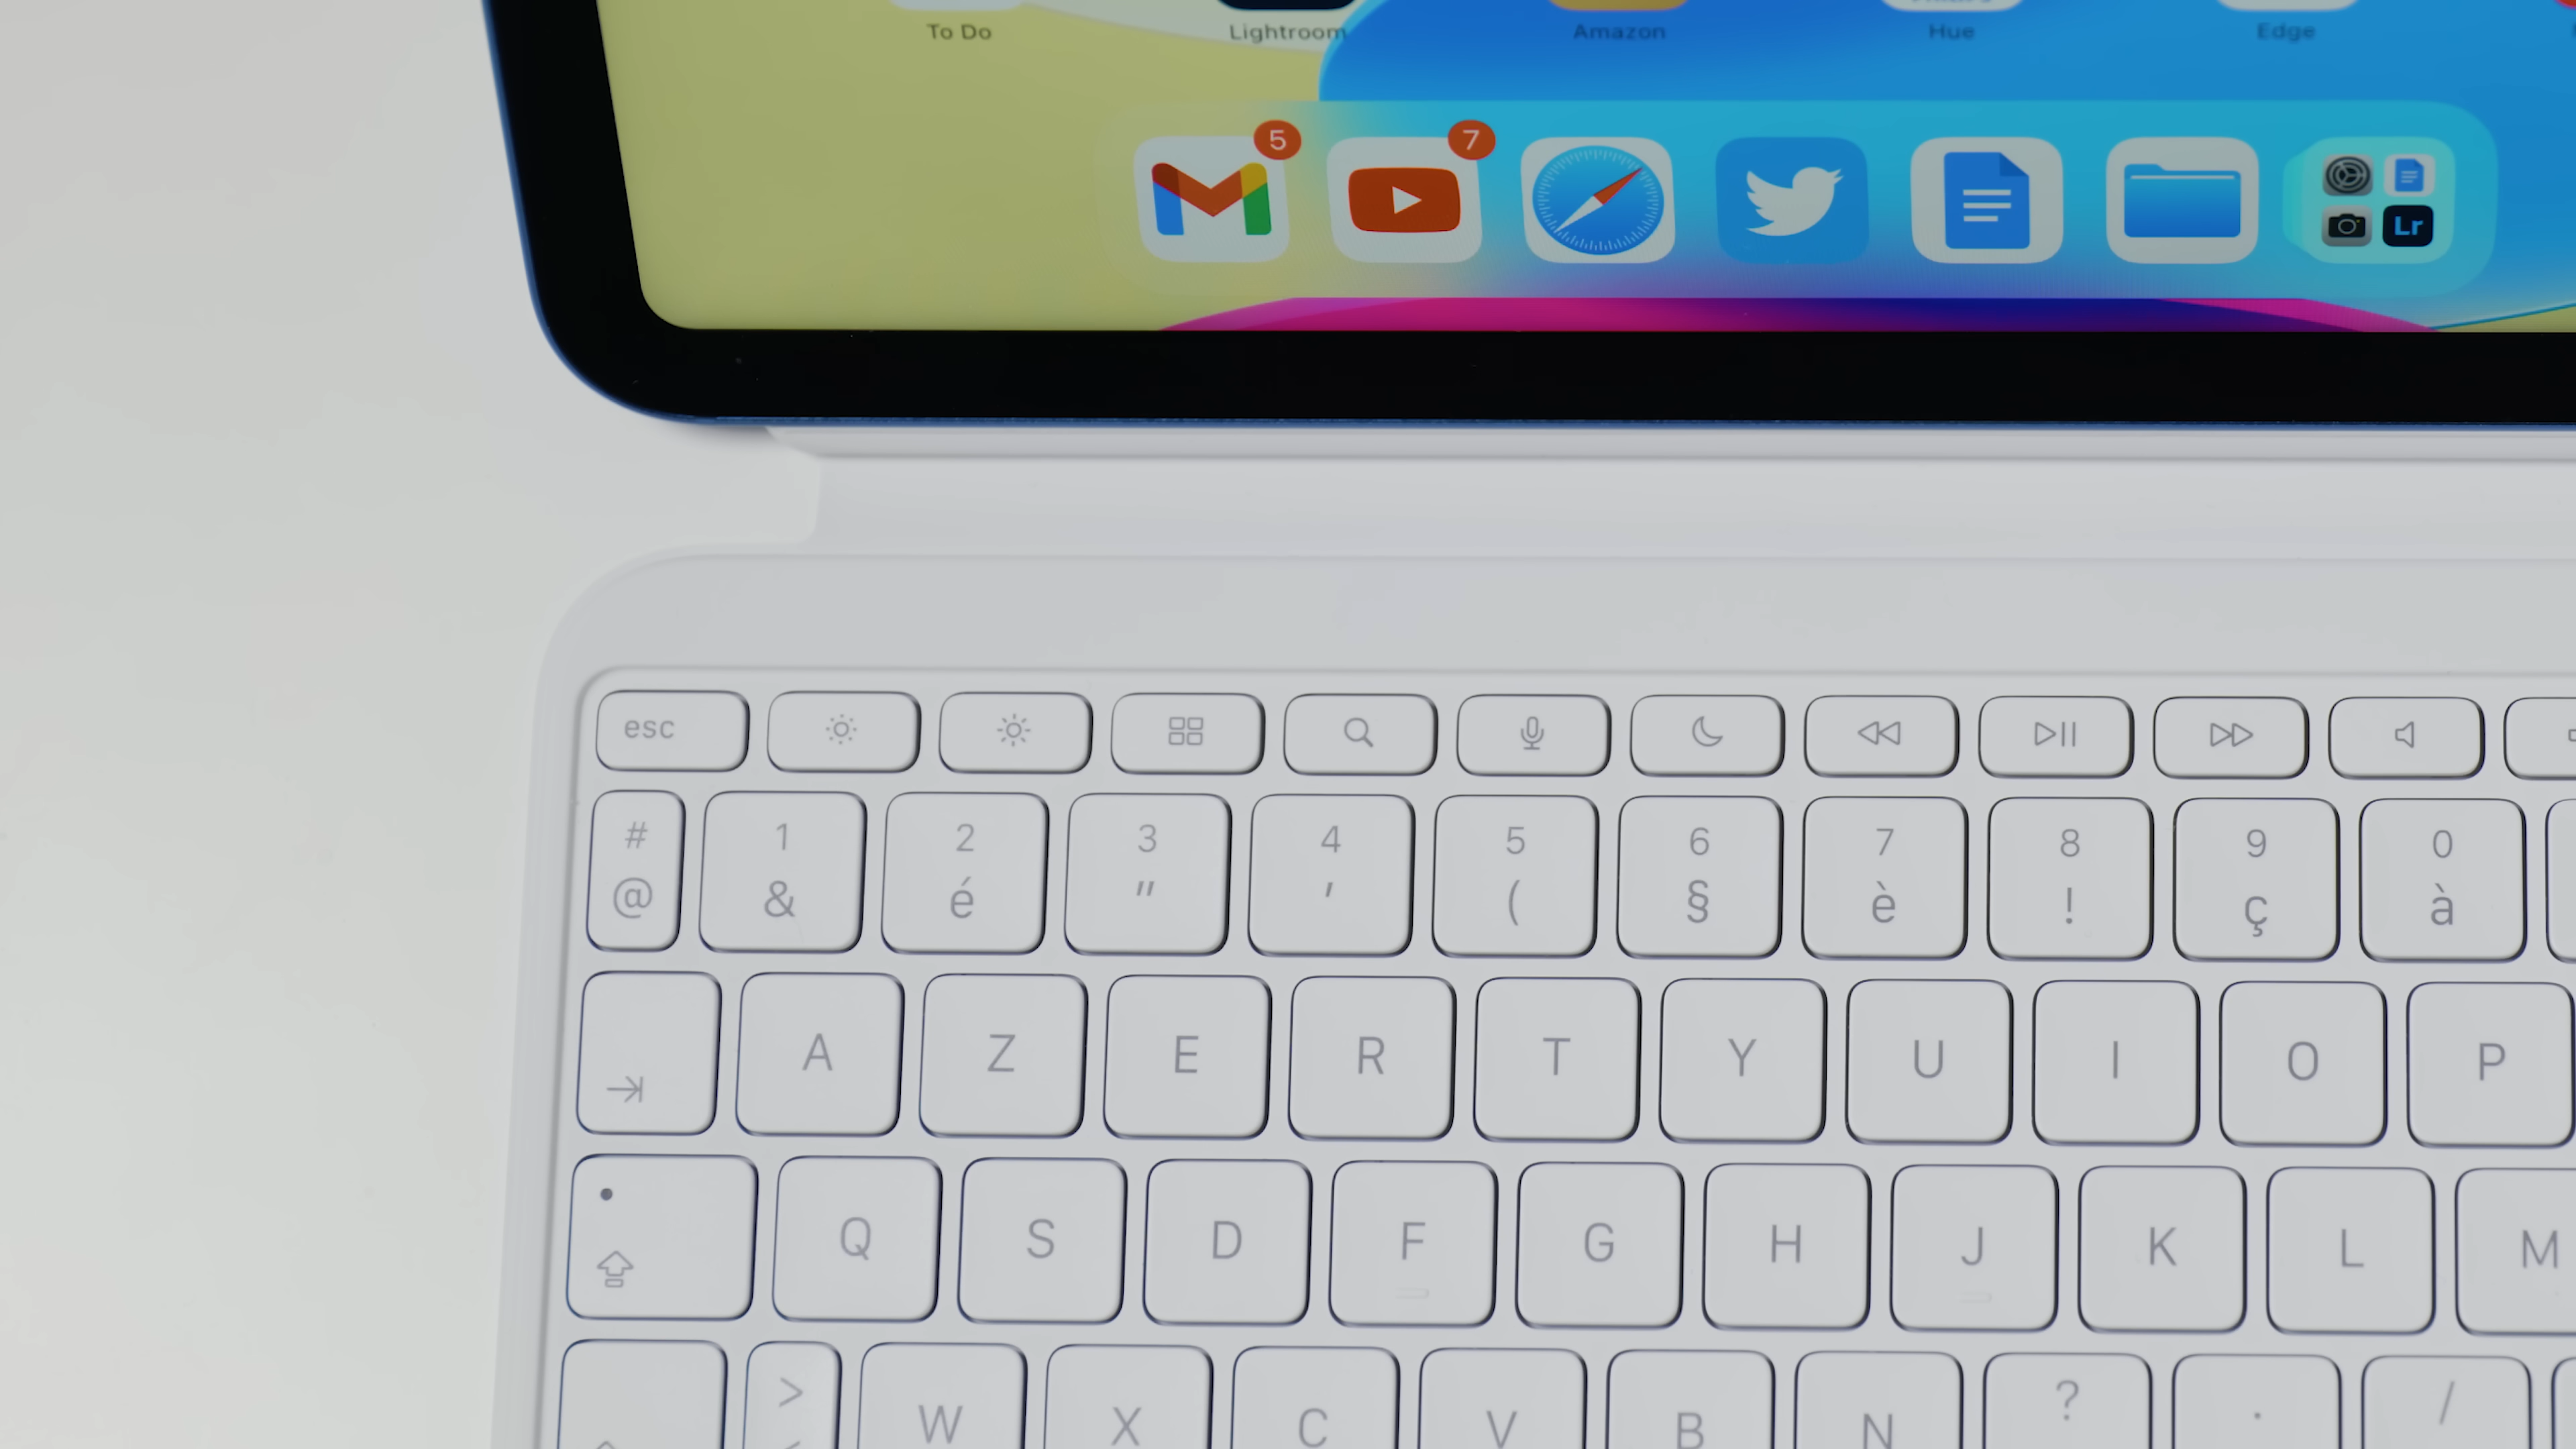 To Do Lightroom Amazon Hue Edge
5 7
Lr
esc
# 1 2 3 4 5 6 7 8 9 0
@ & é " ' ( § è ! ç à
A Z E R T Y U I O P
Q S D F G H J K L M
> ? . /
W X C V B N